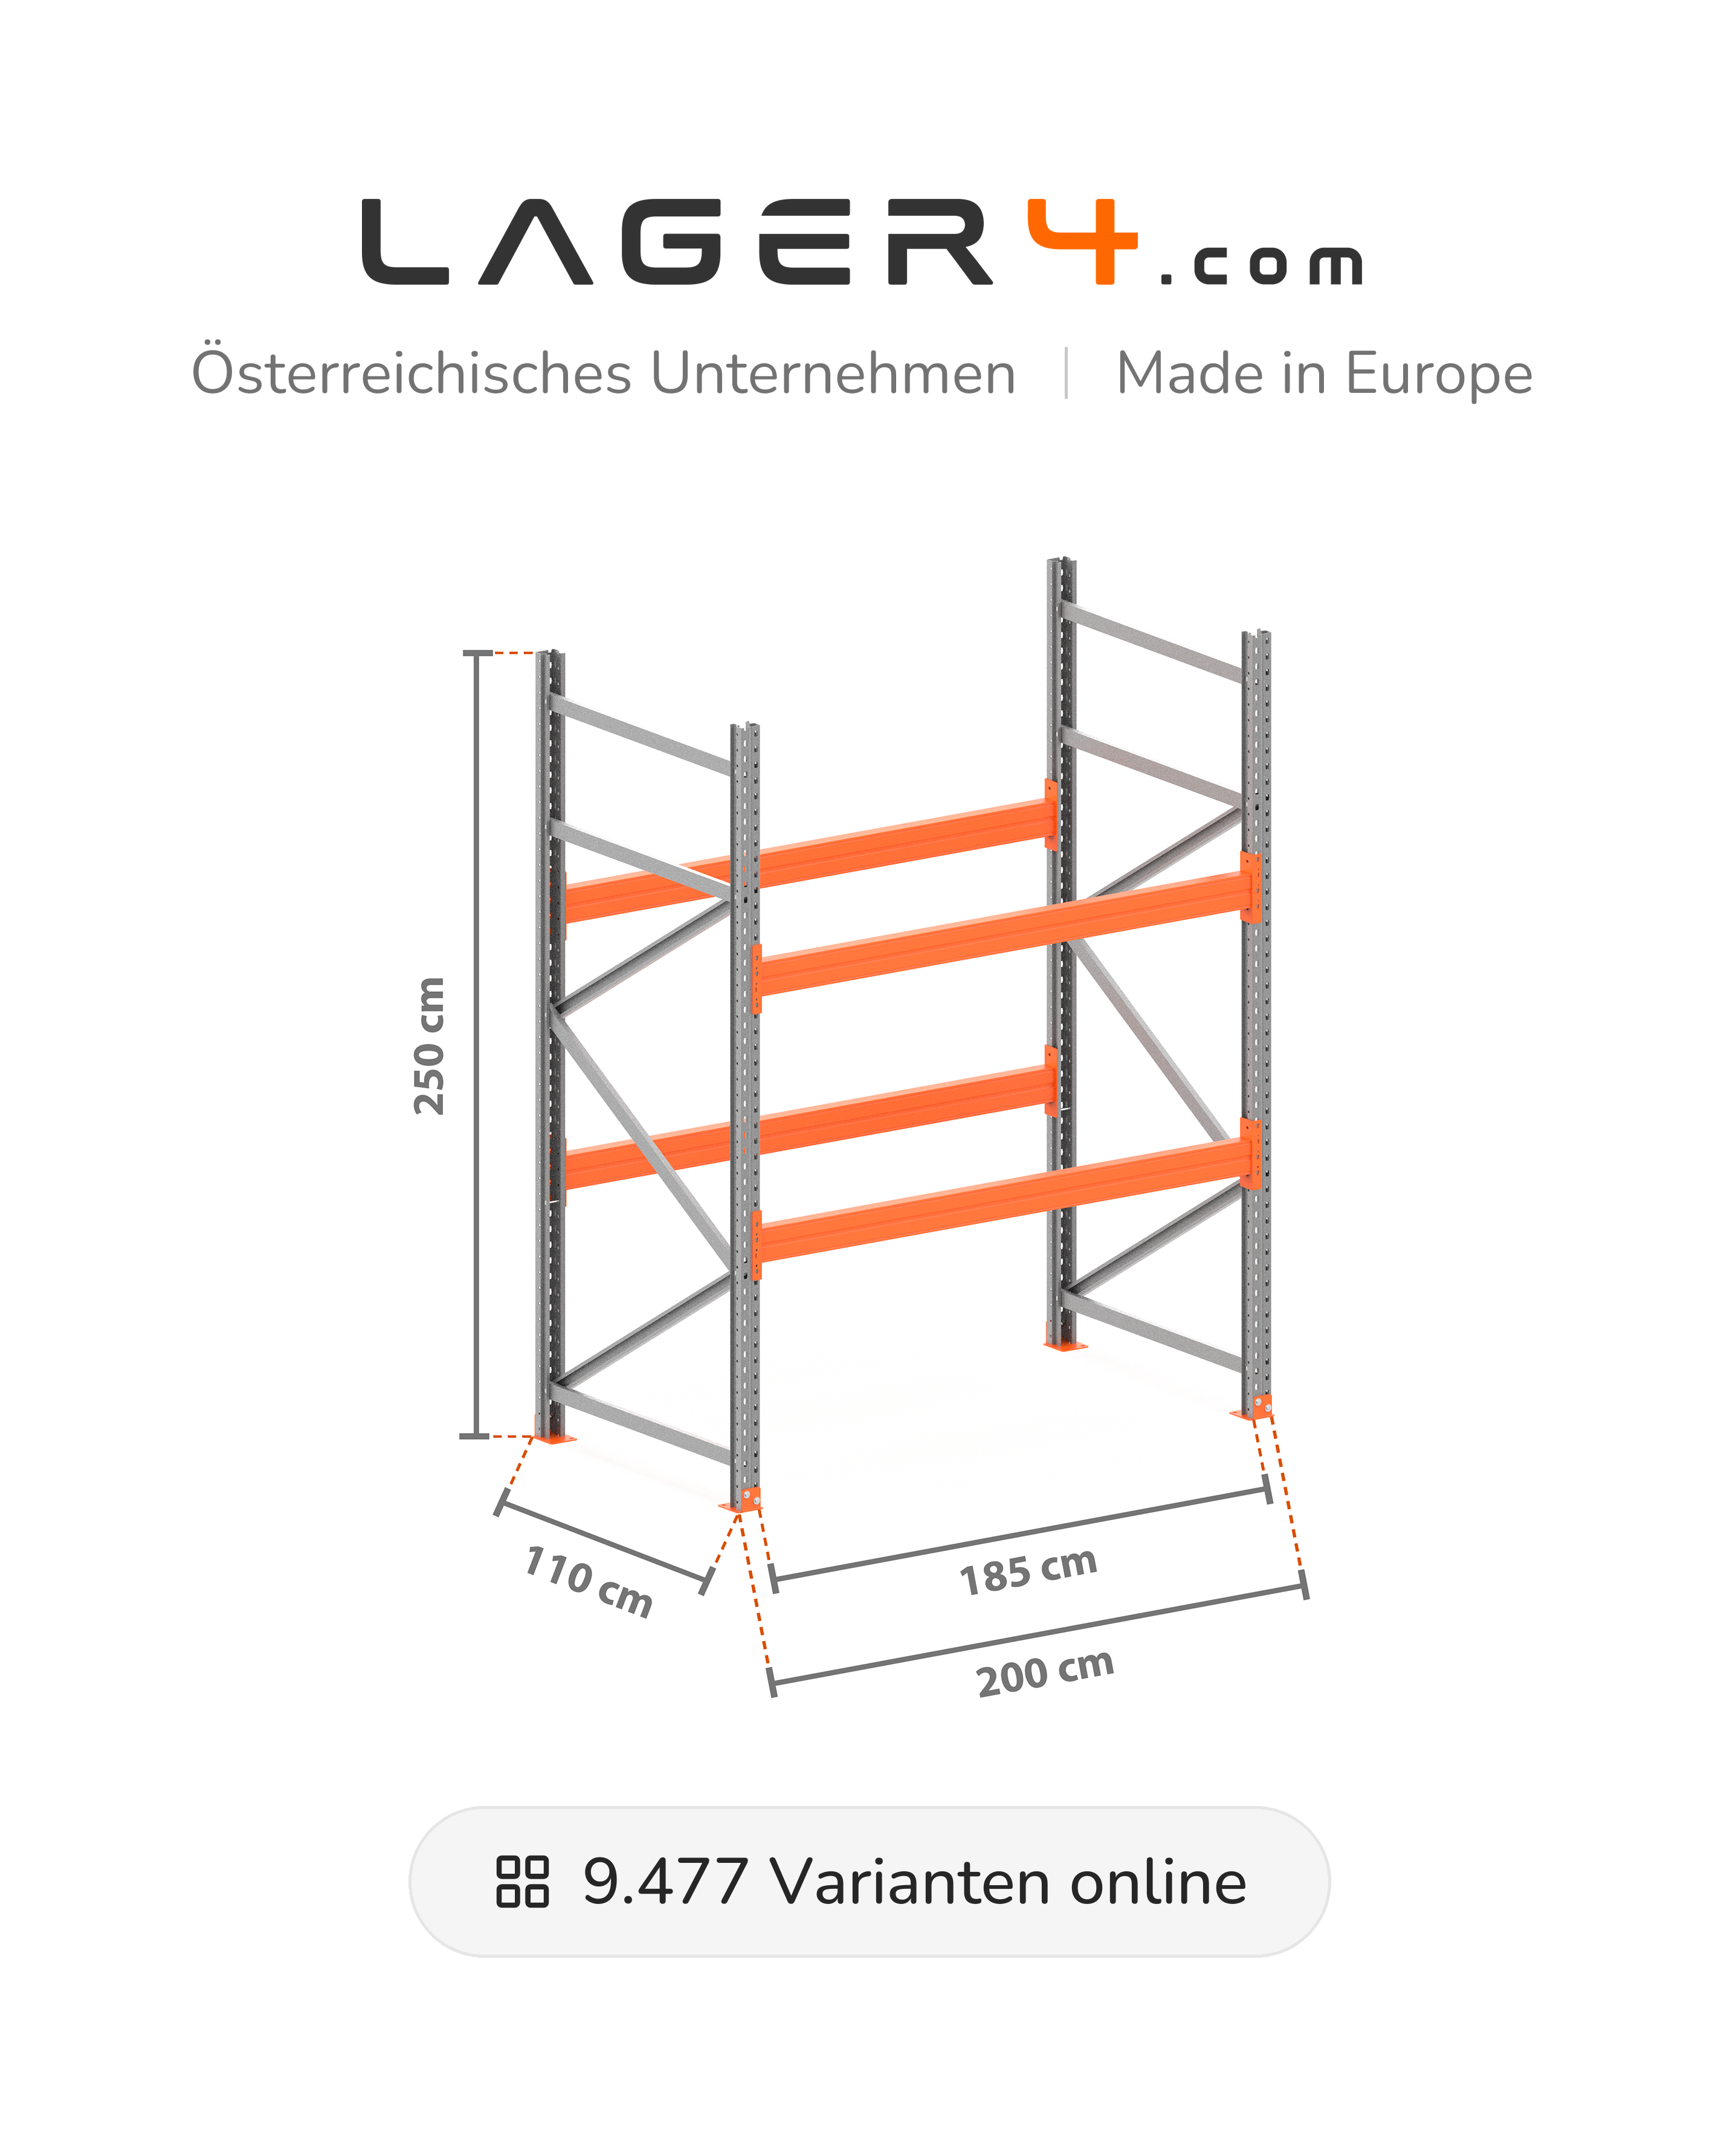 LAGER4.com
Österreichisches Unternehmen | Made in Europe
250 cm
110 cm
185 cm
200 cm
9.477 Varianten online